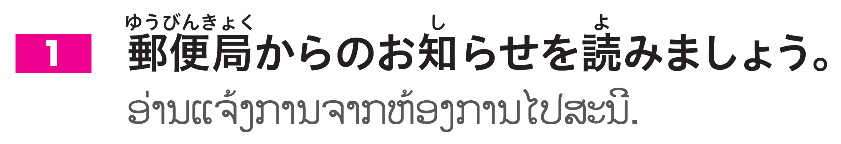 ゆうびんきょく し よ
1 郵便局からのお知らせを読みましょう。
ອ່ານແຈ້ງການຈາກຫ້ອງການໄປສະນີ.